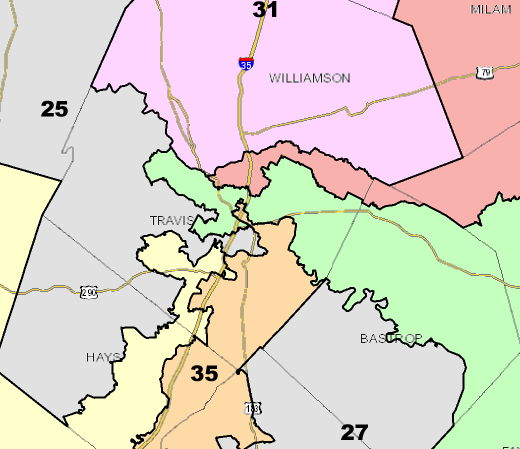 31
MILAM
35
79
WILLIAMSON
25
TRAVIS
290
BASTROP
HAYS
35
183
27